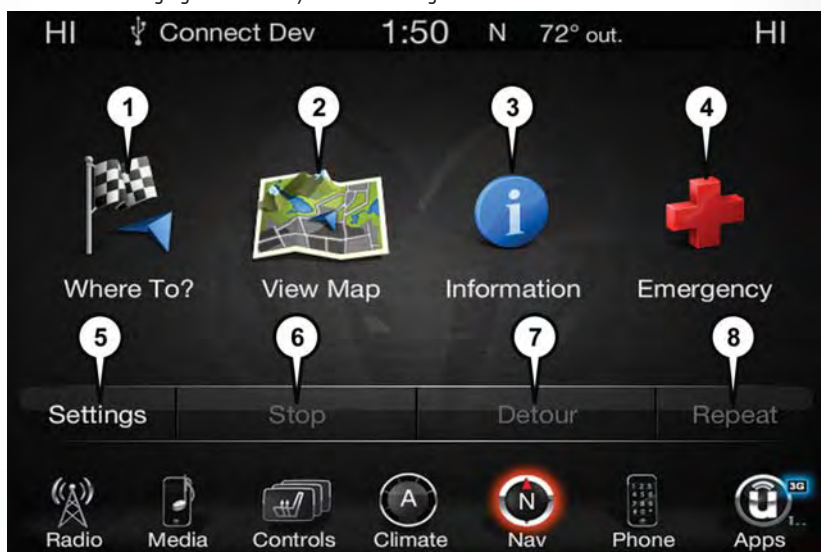 HI Connect Dev 1:50 N 72° out. HI
1 2 3 4
Where To? View Map Information Emergency
5 6 7 8
Settings Stop Detour Repeat
A N 3G
1..
Radio Media Controls Climate Nav Phone Apps